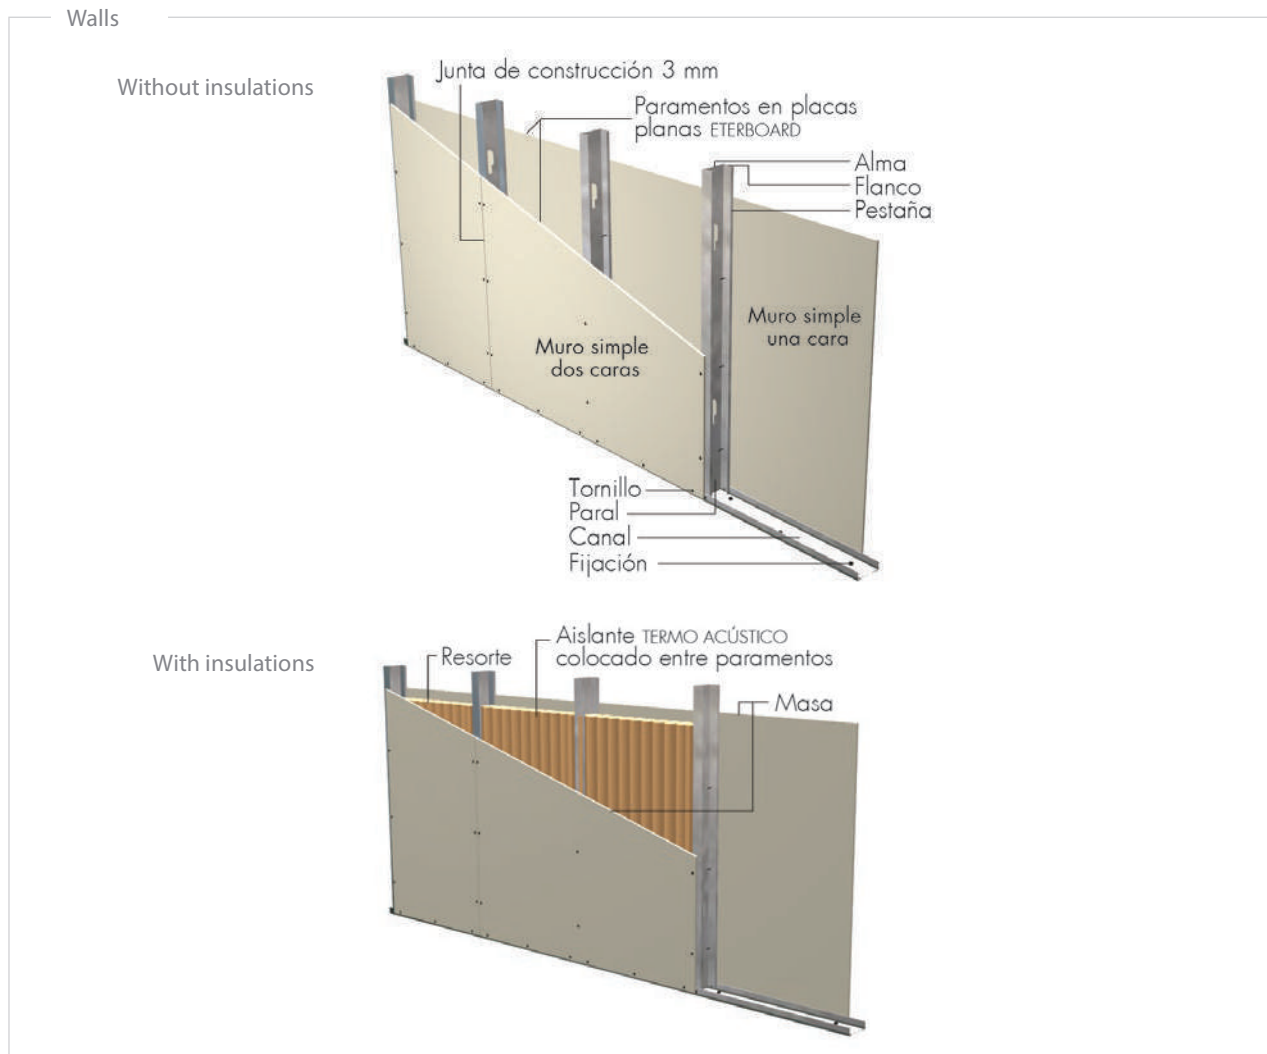 Walls
Without insulations
Junta de construcción 3 mm
Paramentos en placas
planas ETERBOARD
Alma
Flanco
Pestaña
Muro simple
una cara
Muro simple
dos caras
Tornillo
Paral
Canal
Fijación
With insulations
Resorte
Aislante TERMO ACÚSTICO
colocado entre paramentos
Masa